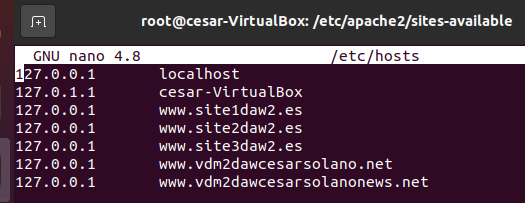 root@cesar-VirtualBox: /etc/apache2/sites-available
GNU nano 4.8 /etc/hosts
127.0.0.1 localhost
127.0.1.1 cesar-VirtualBox
127.0.0.1 www.site1daw2.es
127.0.0.1 www.site2daw2.es
127.0.0.1 www.site3daw2.es
127.0.0.1 www.vdm2dawcesarsolano.net
127.0.0.1 www.vdm2dawcesarsolanonews.net